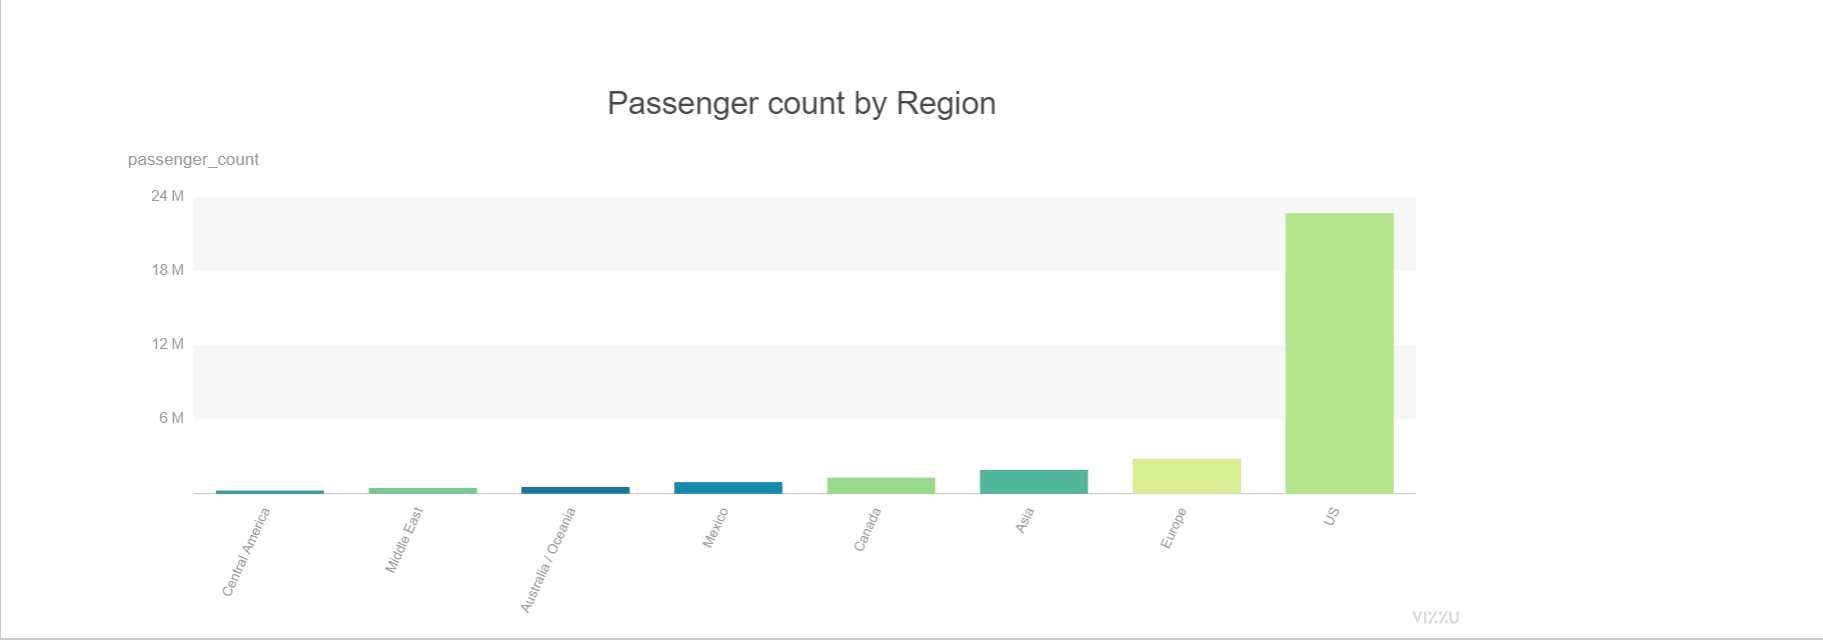 Passenger count by Region
passenger_count
24 M
18 M
12 M
6 M
Central America
Middle East
Australia / Oceania
Mexico
Canada
Asia
Europe
US
VIZZU